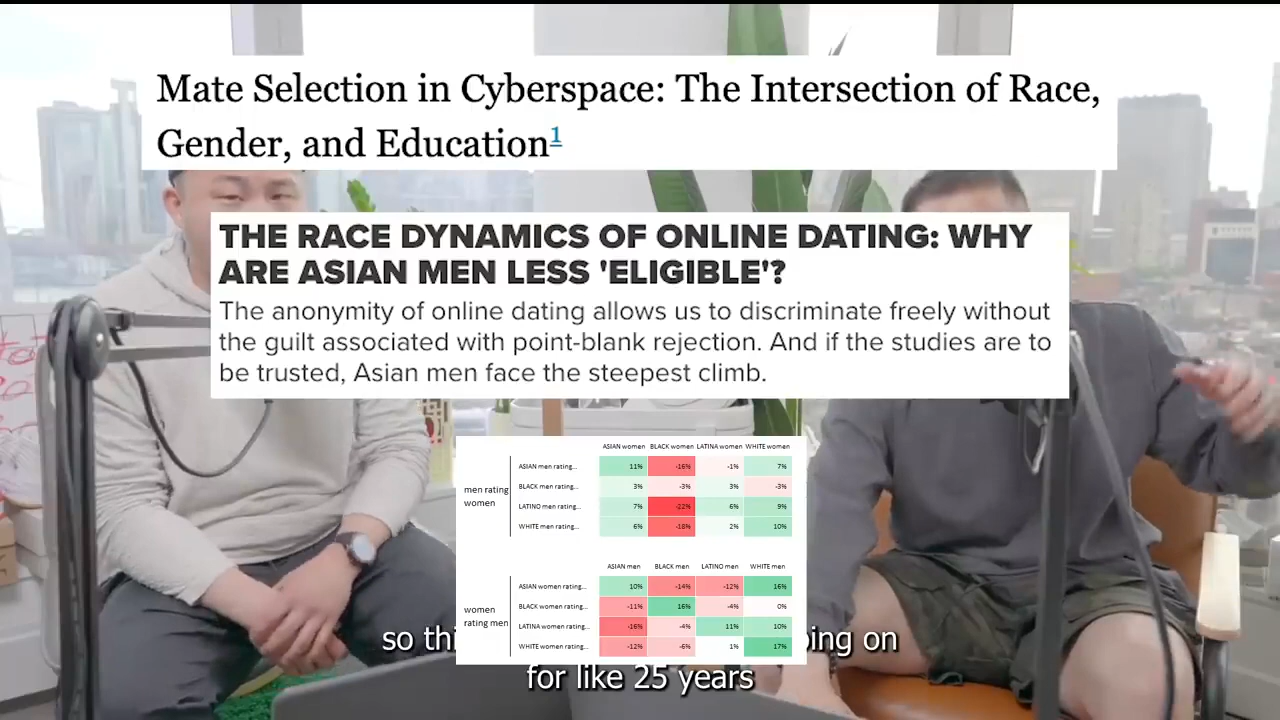 Mate Selection in Cyberspace: The Intersection of Race,
Gender, and Education1
THE RACE DYNAMICS OF ONLINE DATING: WHY
ARE ASIAN MEN LESS 'ELIGIBLE'?
The anonymity of online dating allows us to discriminate freely without
the guilt associated with point-blank rejection. And if the studies are to
be trusted, Asian men face the steepest climb.
ASIAN women BLACK women LATINA women WHITE women
men rating
women
ASIAN men rating... 11% -16% -1% 7%
BLACK men rating... 3% -3% 3% -3%
LATINO men rating... 7% -22% 6% 9%
WHITE men rating... 6% -18% 2% 10%
ASIAN men BLACK men LATINO men WHITE men
women
rating men
ASIAN women rating... 10% -14% -12% 16%
BLACK women rating... -11% 16% -4% 0%
LATINA women rating... -16% -4% 11% 10%
WHITE women rating... -12% -6% 1% 17%
so on
for like 25 years